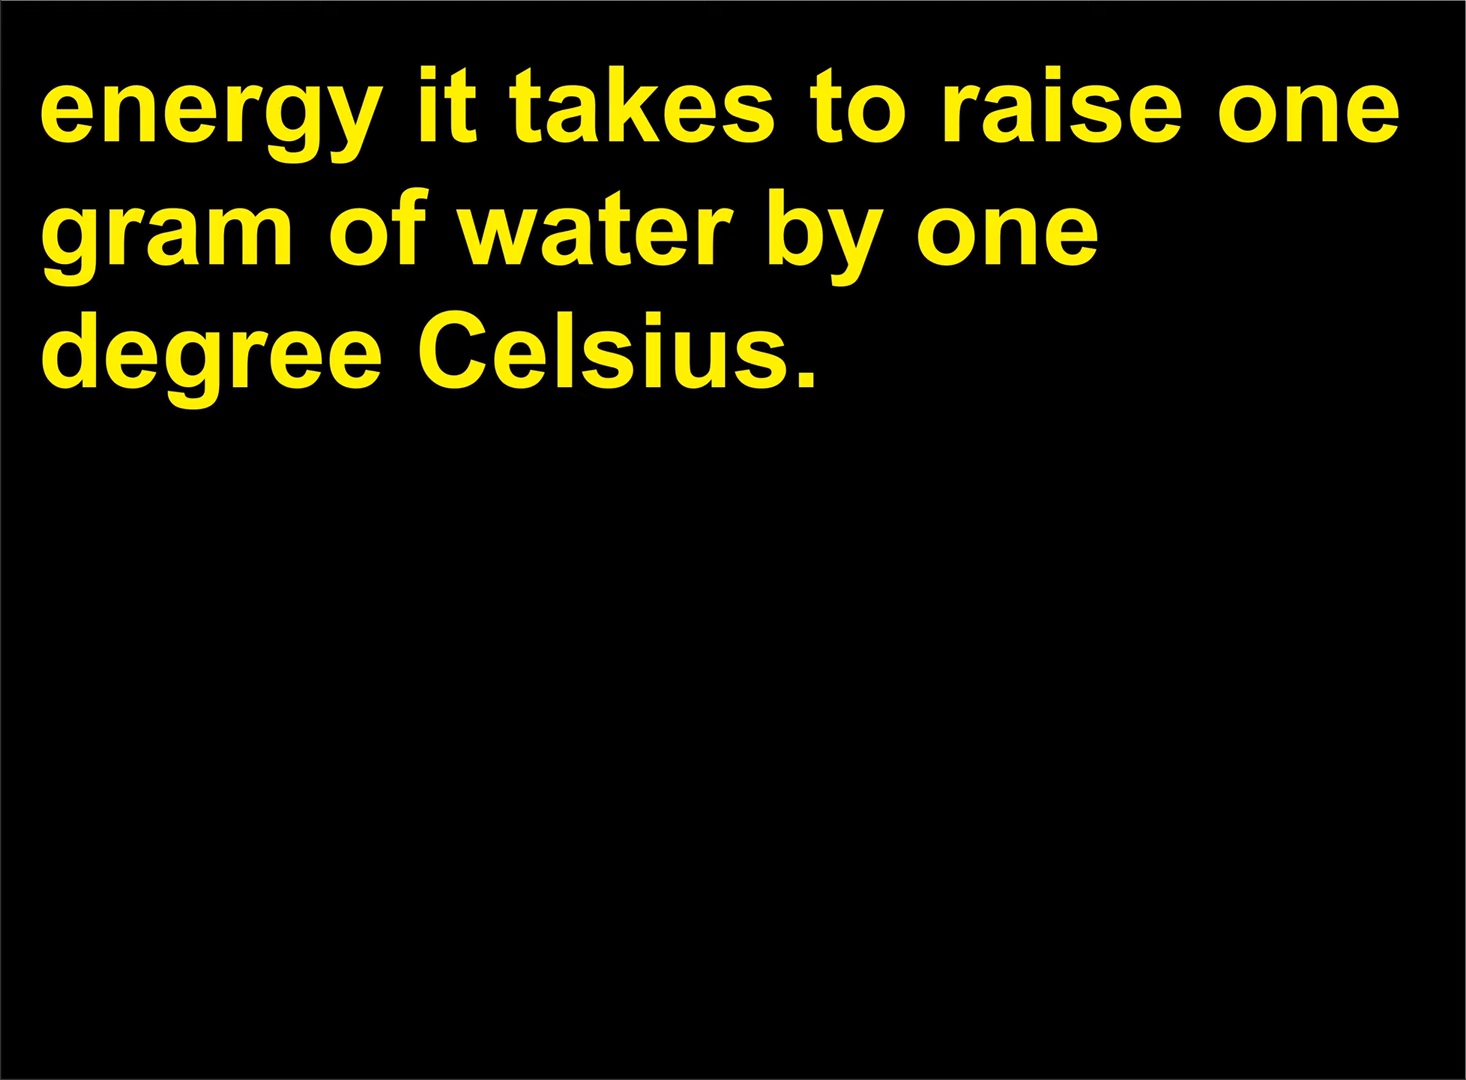 energy it takes to raise one
gram of water by one
degree Celsius.